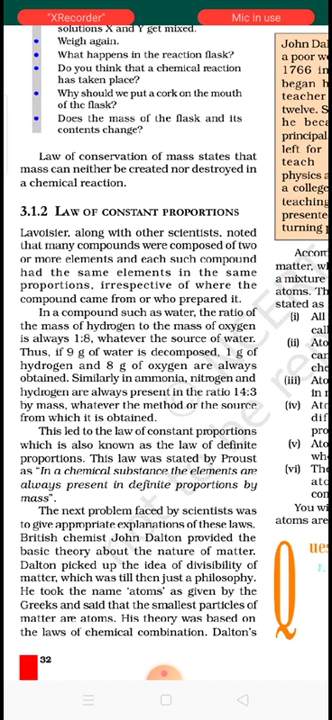 "XRecorder"
Mic in use
solutions X and Y get mixed.
• Weigh again.
• What happens in the reaction flask?
• Do you think that a chemical reaction
has taken place?
• Why should we put a cork on the mouth
of the flask?
• Does the mass of the flask and its
contents change?
Law of conservation of mass states that
mass can neither be created nor destroyed in
a chemical reaction.
3.1.2 LAW OF CONSTANT PROPORTIONS
Lavoisier, along with other scientists, noted
that many compounds were composed of two
or more elements and each such compound
had the same elements in the same
proportions, irrespective of where the
compound came from or who prepared it.
In a compound such as water, the ratio of
the mass of hydrogen to the mass of oxygen
is always 1:8, whatever the source of water.
Thus, if 9 g of water is decomposed, 1 g of
hydrogen and 8 g of oxygen are always
obtained. Similarly in ammonia, nitrogen and
hydrogen are always present in the ratio 14:3
by mass, whatever the method or the source
from which it is obtained.
This led to the law of constant proportions
which is also known as the law of definite
proportions. This law was stated by Proust
as “In a chemical substance the elements are
always present in definite proportions by
mass”.
The next problem faced by scientists was
to give appropriate explanations of these laws.
British chemist John Dalton provided the
basic theory about the nature of matter.
Dalton picked up the idea of divisibility of
matter, which was till then just a philosophy.
He took the name ‘atoms’ as given by the
Greeks and said that the smallest particles of
matter are atoms. His theory was based on
the laws of chemical combination. Dalton’s
32
John Dal
a poor w
1766 in
began h
teacher
twelve. S
he beca
principal
left for
teach
physics a
a college
teaching
presente
turning
Accor
matter, wh
a mixture
atoms. Th
stated as
(i) All
cal
(ii) Ato
can
che
(iii) Ato
in
(iv) Ato
dif
pro
(v) Ato
wh
(vi) The
ato
con
You wi
atoms are
Ques
1.